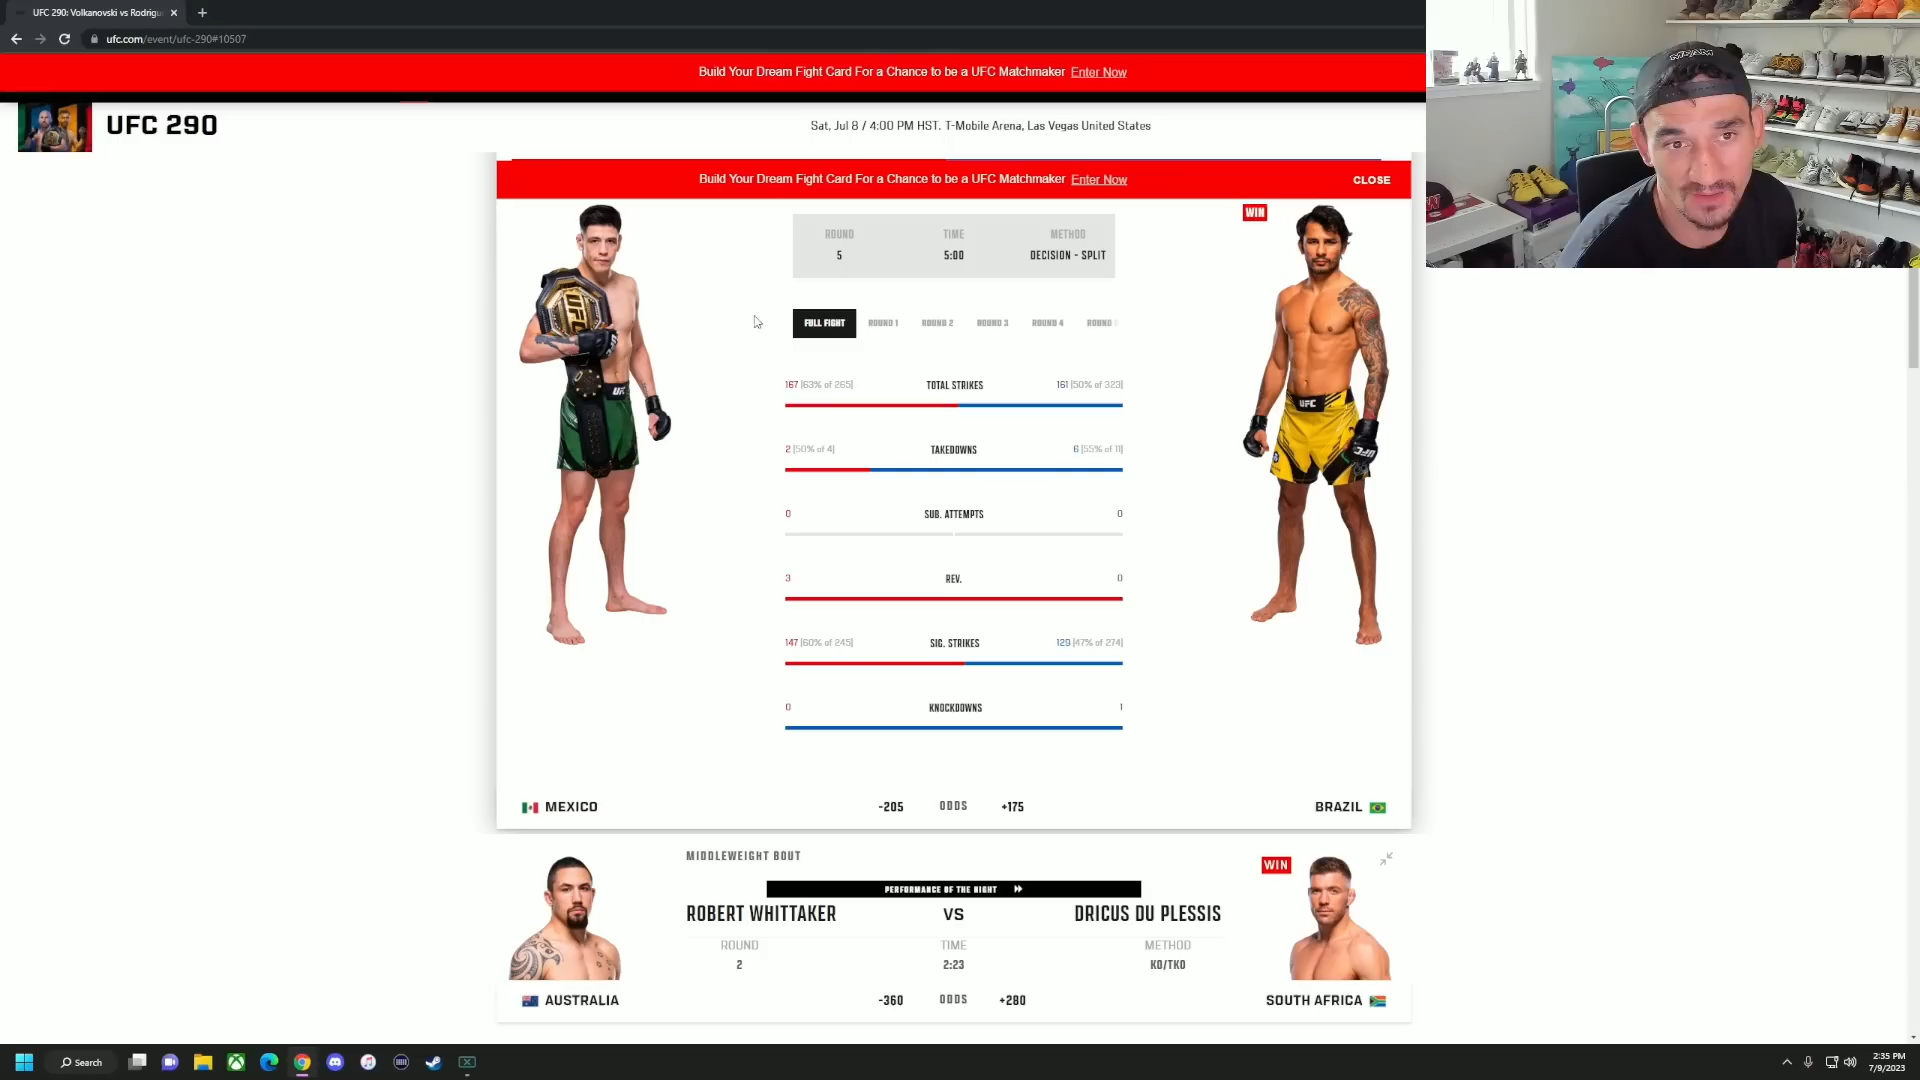 UFC 290: Volkanovski vs Rodrigu
ufc.com/event/ufc-290#10507
Build Your Dream Fight Card For a Chance to be a UFC Matchmaker Enter Now
UFC 290
Sat, Jul 8 / 4:00 PM HST. T-Mobile Arena, Las Vegas United States
Build Your Dream Fight Card For a Chance to be a UFC Matchmaker Enter Now
CLOSE
WIN
ROUND TIME METHOD
5 5:00 DECISION - SPLIT
FULL FIGHT ROUND 1 ROUND 2 ROUND 3 ROUND 4 ROUND
167 [63% of 265] TOTAL STRIKES 161 [50% of 323]
2 [50% of 4] TAKEDOWNS 6 [55% of 11]
0 SUB. ATTEMPTS 0
3 REV. 0
147 [60% of 245] SIG. STRIKES 129 [47% of 274]
0 KNOCKDOWNS 1
MEXICO -205 ODDS +175 BRAZIL
MIDDLEWEIGHT BOUT
WIN
PERFORMANCE OF THE NIGHT
ROBERT WHITTAKER VS DRICUS DU PLESSIS
ROUND TIME METHOD
2 2:23 KO/TKO
AUSTRALIA -360 ODDS +280 SOUTH AFRICA
Search
2:35 PM
7/9/2023
UFC
UFC
UFC